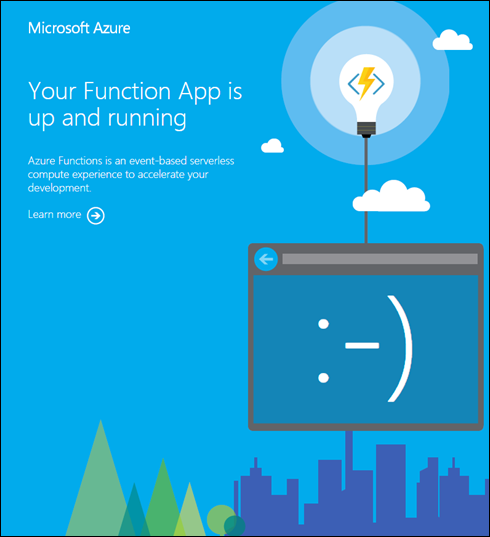 Microsoft Azure
Your Function App is
up and running
Azure Functions is an event-based serverless
compute experience to accelerate your
development.
Learn more
:-)